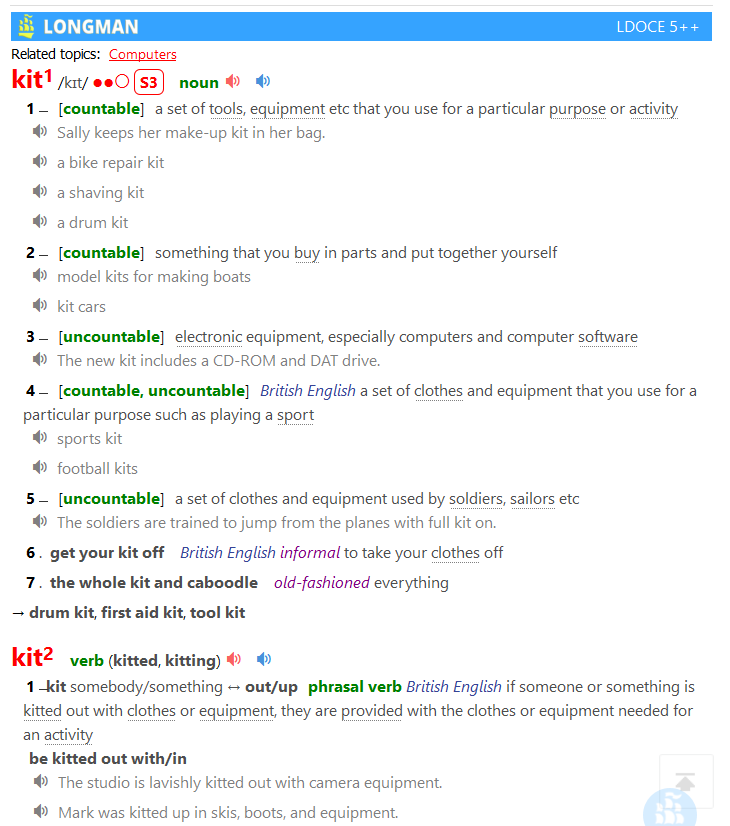 LONGMAN LDOCE 5++
Related topics: Computers
kit1 /kɪt/ ●●○ S3 noun
1 – [countable] a set of tools, equipment etc that you use for a particular purpose or activity
Sally keeps her make-up kit in her bag.
a bike repair kit
a shaving kit
a drum kit
2 – [countable] something that you buy in parts and put together yourself
model kits for making boats
kit cars
3 – [uncountable] electronic equipment, especially computers and computer software
The new kit includes a CD-ROM and DAT drive.
4 – [countable, uncountable] British English a set of clothes and equipment that you use for a
particular purpose such as playing a sport
sports kit
football kits
5 – [uncountable] a set of clothes and equipment used by soldiers, sailors etc
The soldiers are trained to jump from the planes with full kit on.
6 . get your kit off British English informal to take your clothes off
7 . the whole kit and caboodle old-fashioned everything
→ drum kit, first aid kit, tool kit
kit2 verb (kitted, kitting)
1 –kit somebody/something ↔ out/up phrasal verb British English if someone or something is
kitted out with clothes or equipment, they are provided with the clothes or equipment needed for
an activity
be kitted out with/in
The studio is lavishly kitted out with camera equipment.
Mark was kitted up in skis, boots, and equipment.